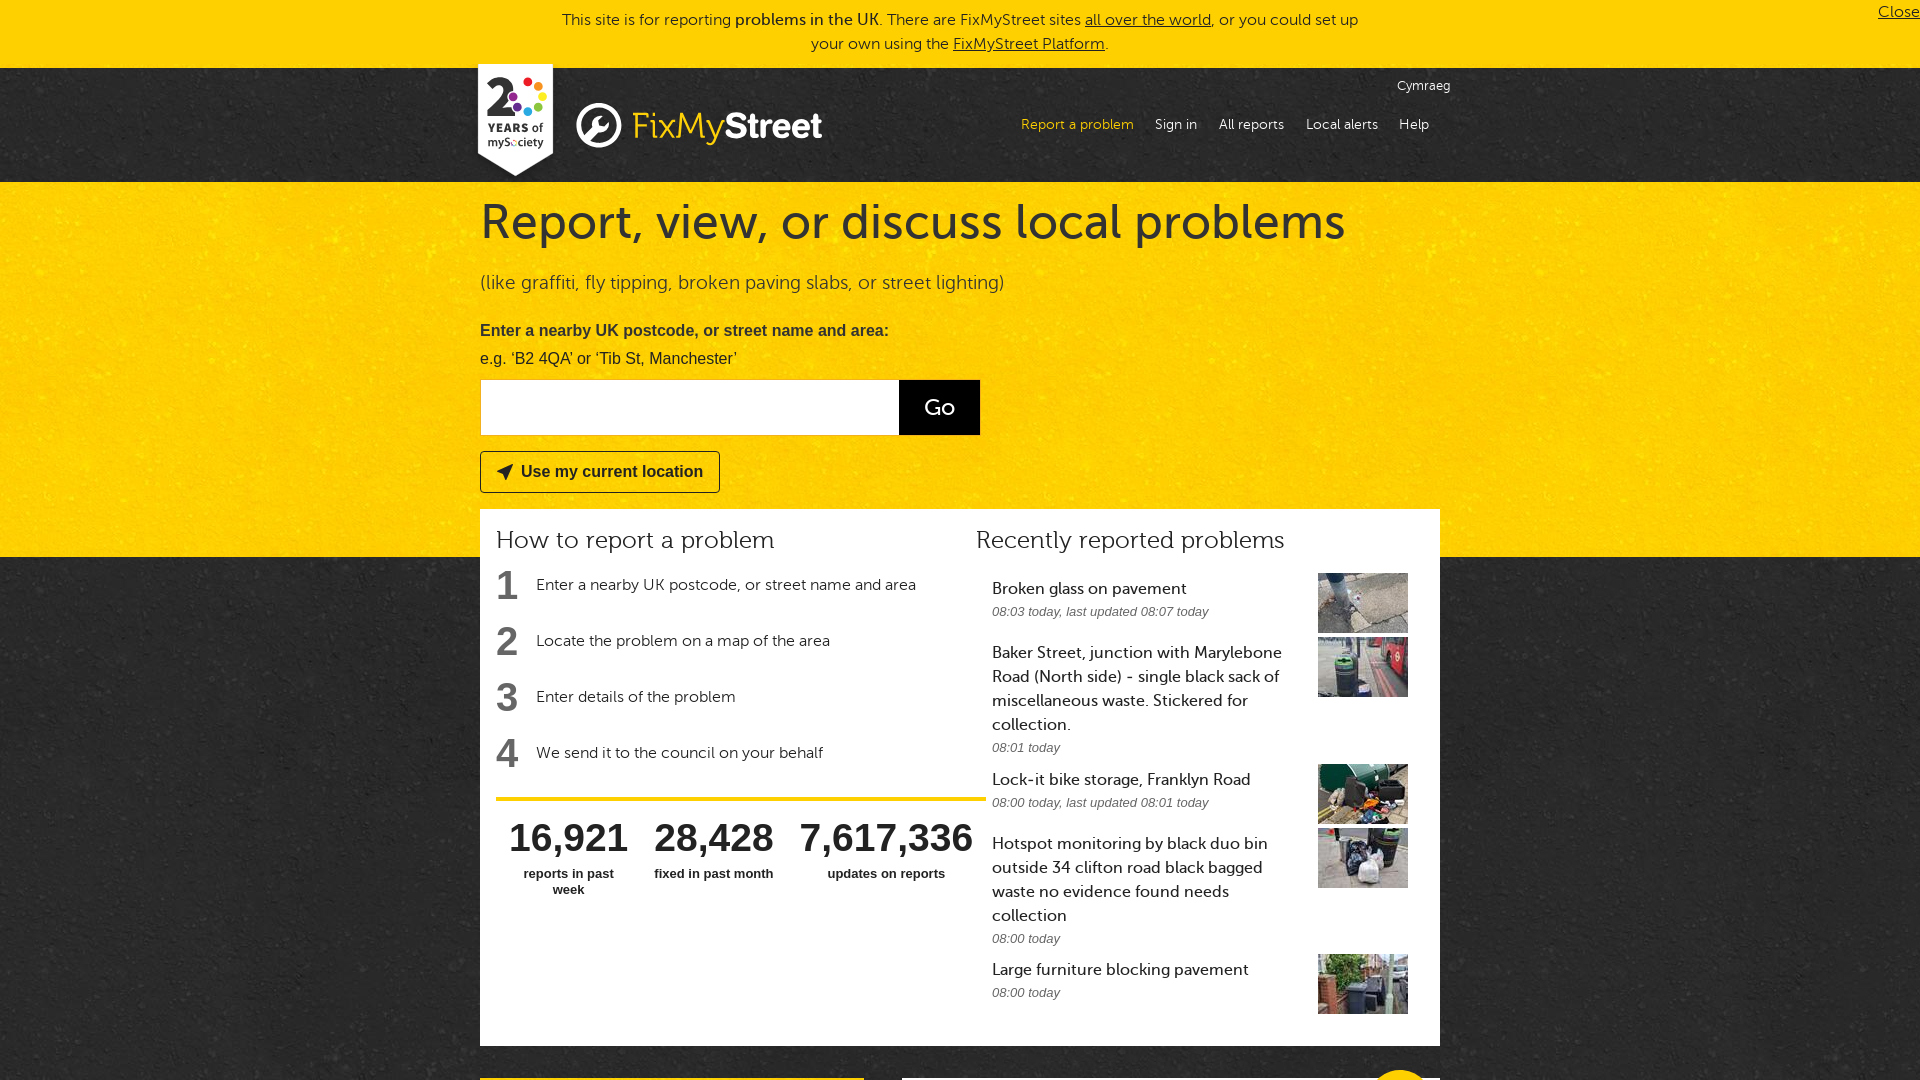 This site is for reporting problems in the UK. There are FixMyStreet sites all over the world, or you could set up
your own using the FixMyStreet Platform.
Close
20
YEARS of
mySociety
FixMyStreet
Cymraeg
Report a problem
Sign in
All reports
Local alerts
Help
Report, view, or discuss local problems
(like graffiti, fly tipping, broken paving slabs, or street lighting)
Enter a nearby UK postcode, or street name and area:
e.g. ‘B2 4QA’ or ‘Tib St, Manchester’
Go
Use my current location
How to report a problem
1 Enter a nearby UK postcode, or street name and area
2 Locate the problem on a map of the area
3 Enter details of the problem
4 We send it to the council on your behalf
16,921
reports in past
week
28,428
fixed in past month
7,617,336
updates on reports
Recently reported problems
Broken glass on pavement
08:03 today, last updated 08:07 today
Baker Street, junction with Marylebone
Road (North side) - single black sack of
miscellaneous waste. Stickered for
collection.
08:01 today
Lock-it bike storage, Franklyn Road
08:00 today, last updated 08:01 today
Hotspot monitoring by black duo bin
outside 34 clifton road black bagged
waste no evidence found needs
collection
08:00 today
Large furniture blocking pavement
08:00 today